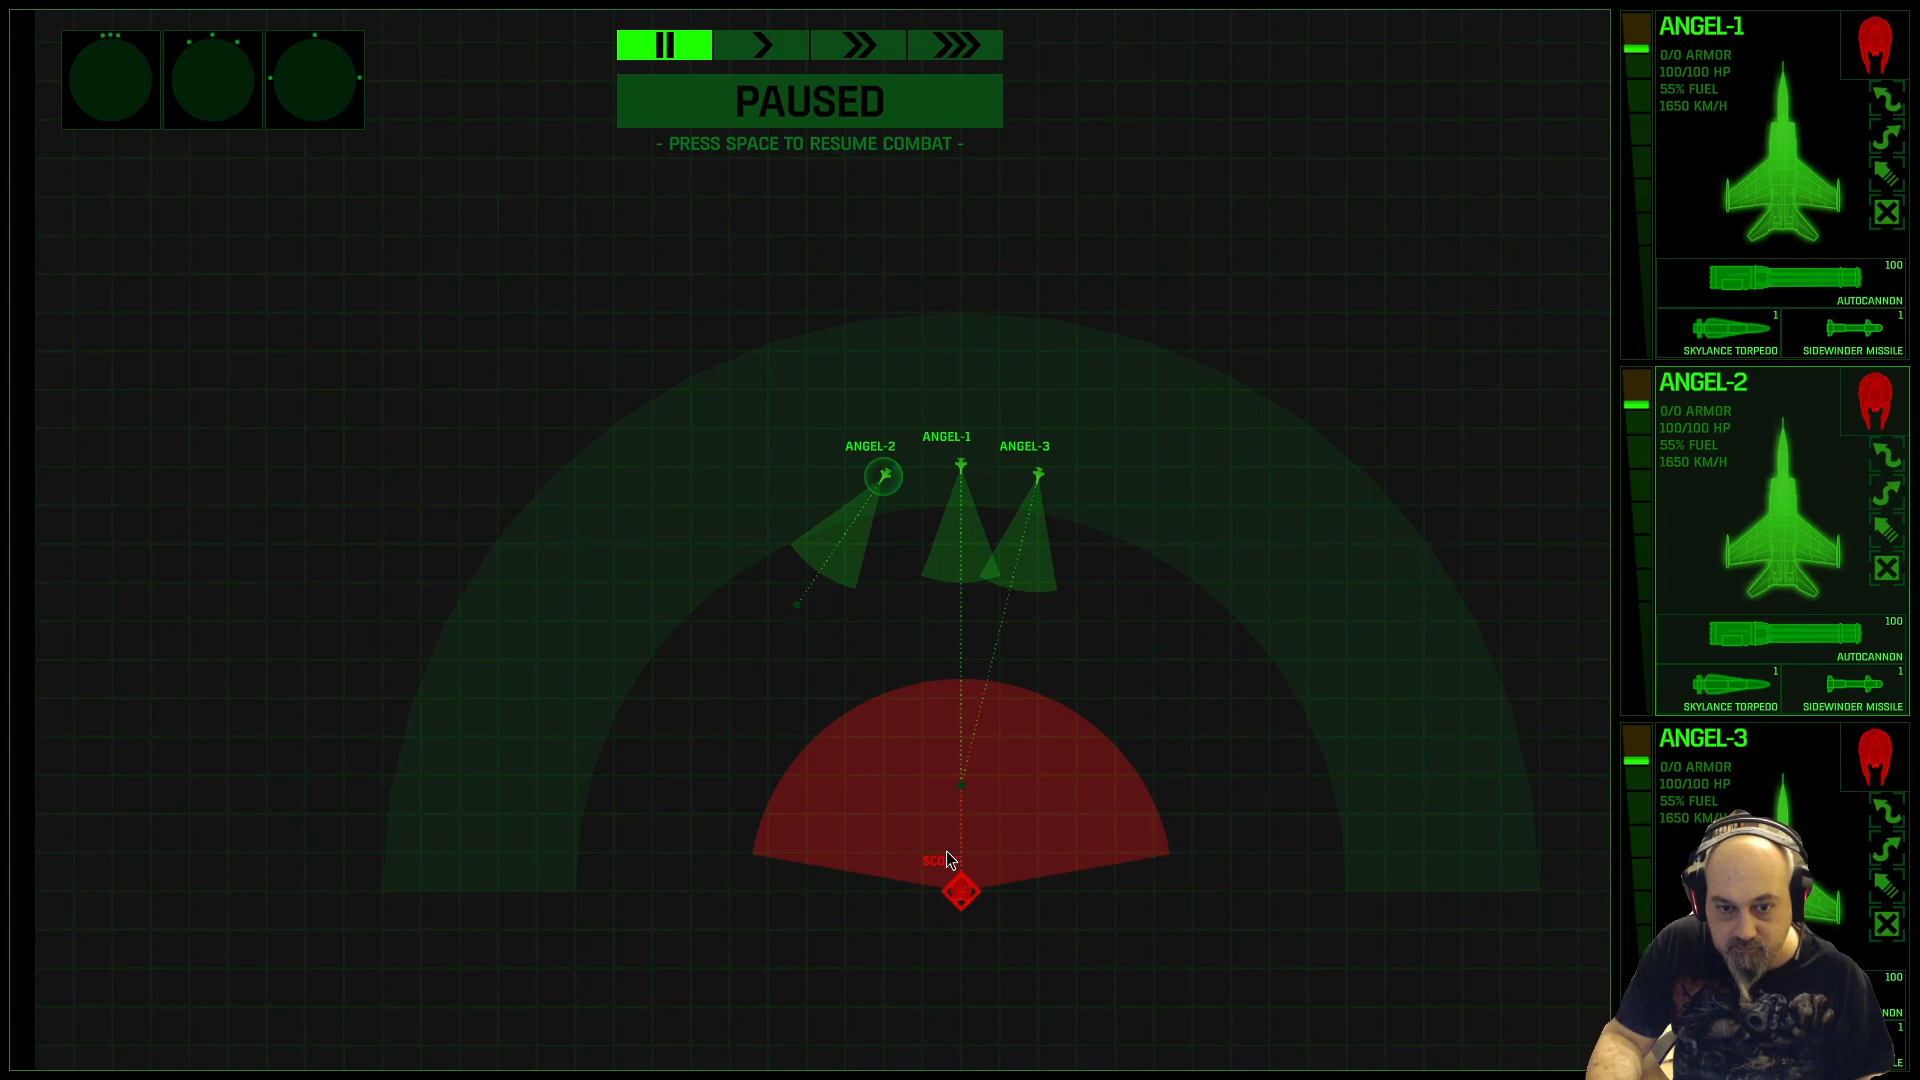 PAUSED
- PRESS SPACE TO RESUME COMBAT -
ANGEL-2
ANGEL-1
ANGEL-3
ANGEL-1
0/0 ARMOR
100/100 HP
55% FUEL
1650 KM/H
100
AUTOCANNON
1
SKYLANCE TORPEDO
1
SIDEWINDER MISSILE
ANGEL-2
0/0 ARMOR
100/100 HP
55% FUEL
1650 KM/H
100
AUTOCANNON
1
SKYLANCE TORPEDO
1
SIDEWINDER MISSILE
ANGEL-3
0/0 ARMOR
100/100 HP
55% FUEL
1650 KM/H
100
1